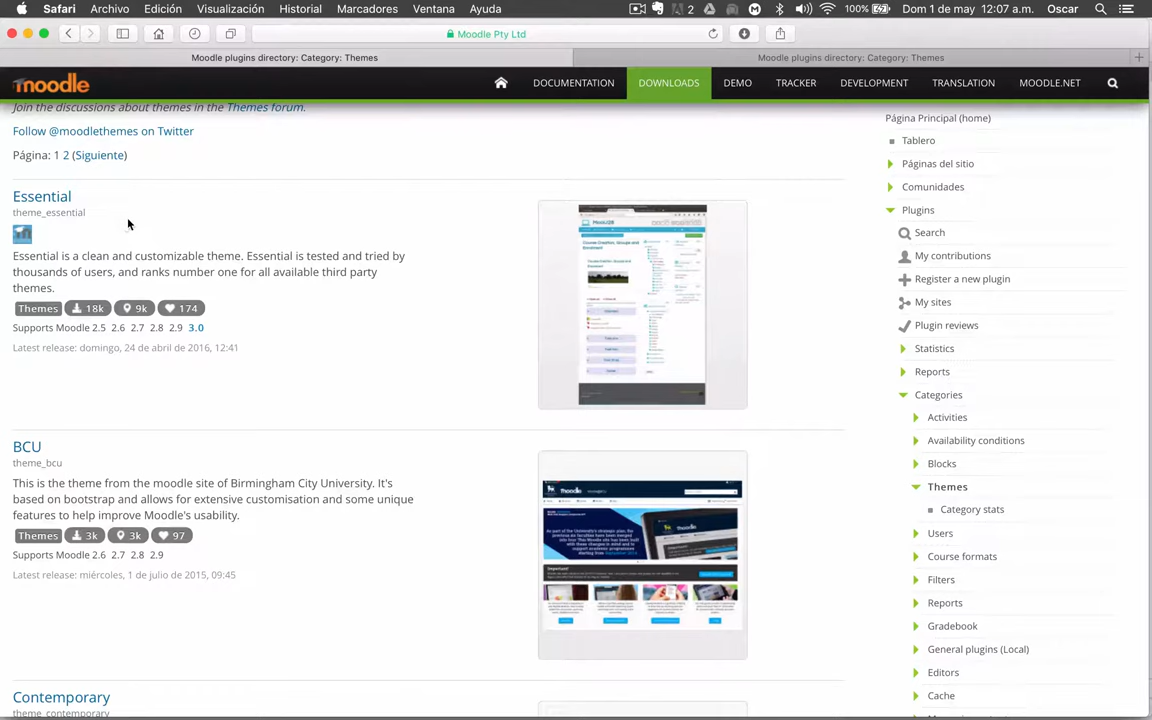 Safari Archivo Edición Visualización Historial Marcadores Ventana Ayuda 2 100% Dom 1 de may 12:07 a.m. Oscar
Moodle Pty Ltd
Moodle plugins directory: Category: Themes Moodle plugins directory: Category: Themes
moodle DOCUMENTATION DOWNLOADS DEMO TRACKER DEVELOPMENT TRANSLATION MOODLE.NET
Join the discussions about themes in the Themes forum.
Follow @moodlethemes on Twitter
Página: 1 2 (Siguiente)
Essential
theme_essential
Essential is a clean and customizable theme. Essential is tested and tried by
thousands of users, and ranks number one for all available third party
themes.
Themes 18k 9k 174
Supports Moodle 2.5 2.6 2.7 2.8 2.9 3.0
Latest release: domingo, 24 de abril de 2016, 12:41
BCU
theme_bcu
This is the theme from the moodle site of Birmingham City University. It's
based on bootstrap and allows for extensive customisation and some unique
features to help improve Moodle's usability.
Themes 3k 3k 97
Supports Moodle 2.6 2.7 2.8 2.9
Latest release: miércoles, 1 de julio de 2015, 09:45
Contemporary
theme_contemporary
Página Principal (home)
Tablero
Páginas del sitio
Comunidades
Plugins
Search
My contributions
Register a new plugin
My sites
Plugin reviews
Statistics
Reports
Categories
Activities
Availability conditions
Blocks
Themes
Category stats
Users
Course formats
Filters
Reports
Gradebook
General plugins (Local)
Editors
Cache